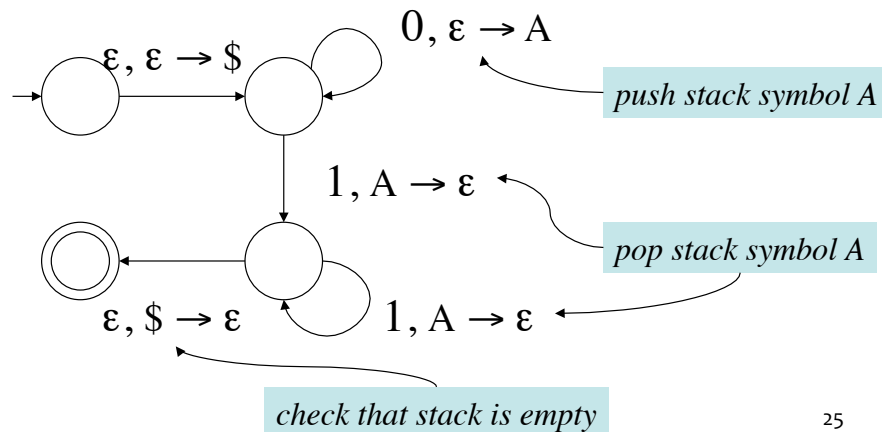 0, ε → A
ε, ε → $
push stack symbol A
1, A → ε
pop stack symbol A
ε, $ → ε
1, A → ε
check that stack is empty
25